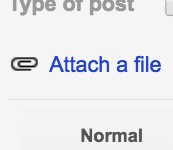 Type of post
Attach a file
Normal